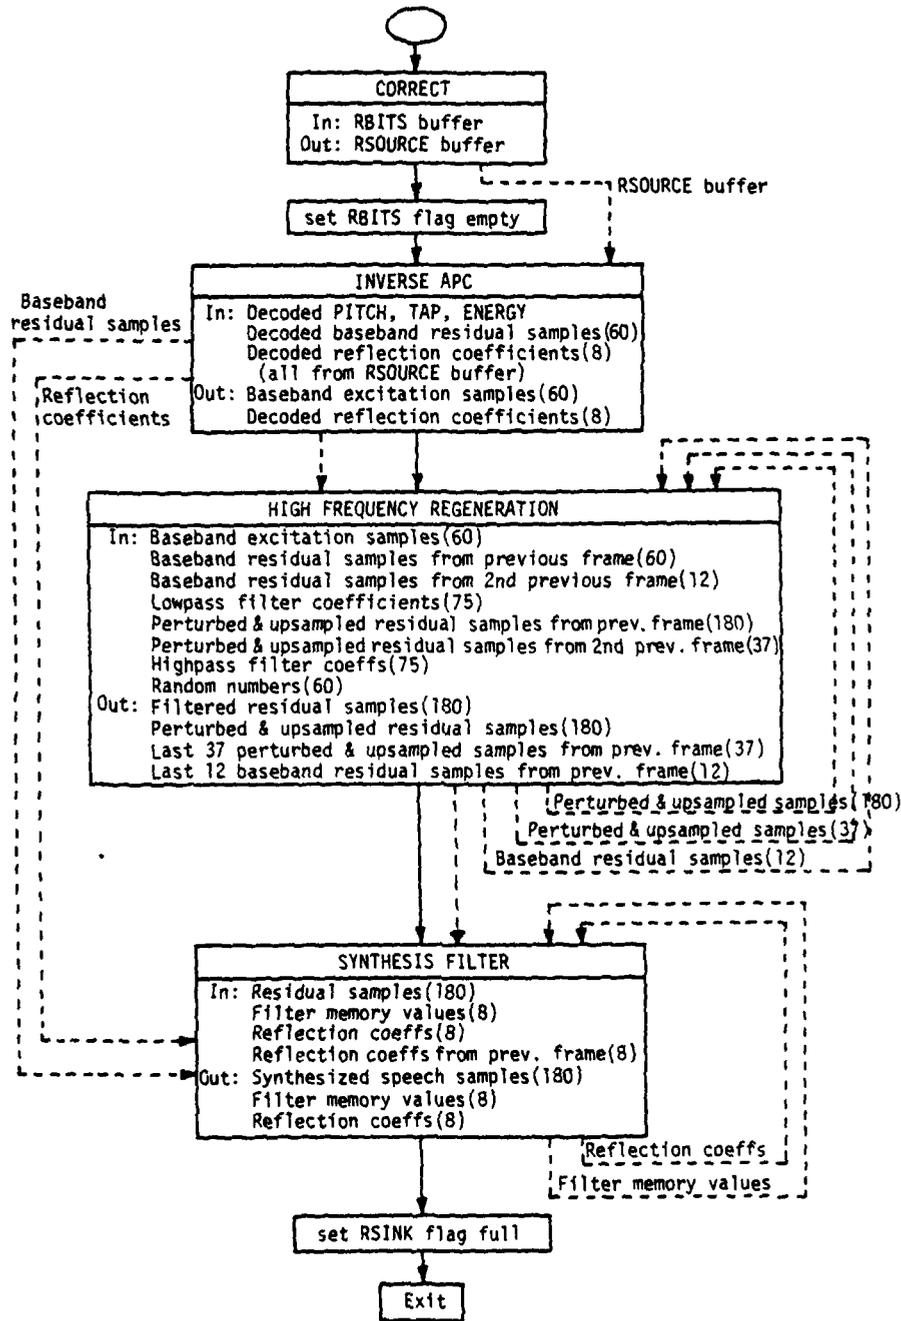 CORRECT
In: RBITS buffer
Out: RSOURCE buffer
RSOURCE buffer
set RBITS flag empty
INVERSE APC
In: Decoded PITCH, TAP, ENERGY
Decoded baseband residual samples(60)
Decoded reflection coefficients(8)
(all from RSOURCE buffer)
Out: Baseband excitation samples(60)
Decoded reflection coefficients(8)
Baseband
residual samples
Reflection
coefficients
HIGH FREQUENCY REGENERATION
In: Baseband excitation samples(60)
Baseband residual samples from previous frame(60)
Baseband residual samples from 2nd previous frame(12)
Lowpass filter coefficients(75)
Perturbed & upsampled residual samples from prev. frame(180)
Perturbed & upsampled residual samples from 2nd prev. frame(37)
Highpass filter coeffs(75)
Random numbers(60)
Out: Filtered residual samples(180)
Perturbed & upsampled residual samples(180)
Last 37 perturbed & upsampled samples from prev. frame(37)
Last 12 baseband residual samples from prev. frame(12)
Perturbed & upsampled samples(180)
Perturbed & upsampled samples(37)
Baseband residual samples(12)
SYNTHESIS FILTER
In: Residual samples(180)
Filter memory values(8)
Reflection coeffs(8)
Reflection coeffs from prev. frame(8)
Out: Synthesized speech samples(180)
Filter memory values(8)
Reflection coeffs(8)
Reflection coeffs
Filter memory values
set RSINK flag full
Exit